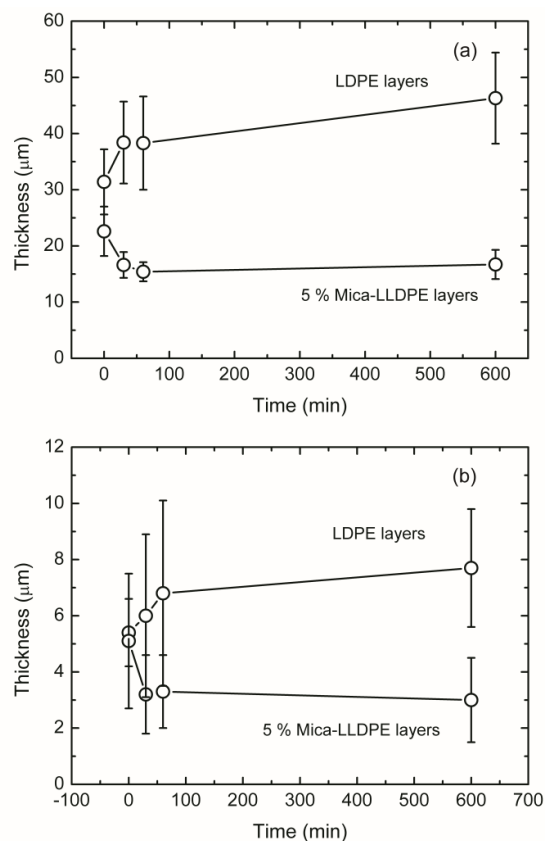 (a)
60
50
40
30
20
10
0
Thickness (μm)
LDPE layers
5 % Mica-LLDPE layers
0 100 200 300 400 500 600
Time (min)
(b)
12
10
8
6
4
2
0
Thickness (μm)
LDPE layers
5 % Mica-LLDPE layers
-100 0 100 200 300 400 500 600 700
Time (min)